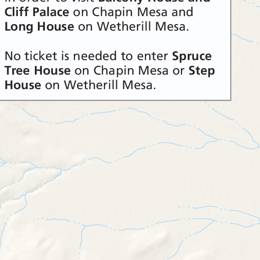 in order to visit Balcony House and
Cliff Palace on Chapin Mesa and
Long House on Wetherill Mesa.
No ticket is needed to enter Spruce
Tree House on Chapin Mesa or Step
House on Wetherill Mesa.